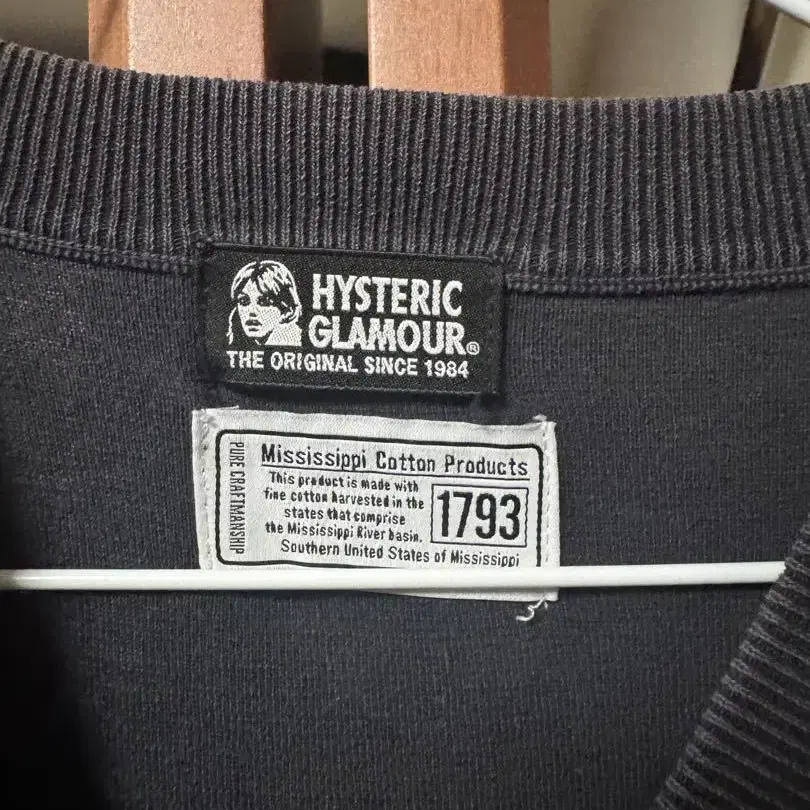 HYSTERIC
GLAMOUR®
THE ORIGINAL SINCE 1984
PURE CRAFTMANSHIP
Mississippi Cotton Products
This product is made with
fine cotton harvested in the
states that comprise
the Mississippi River basin.
1793
Southern United States of Mississippi